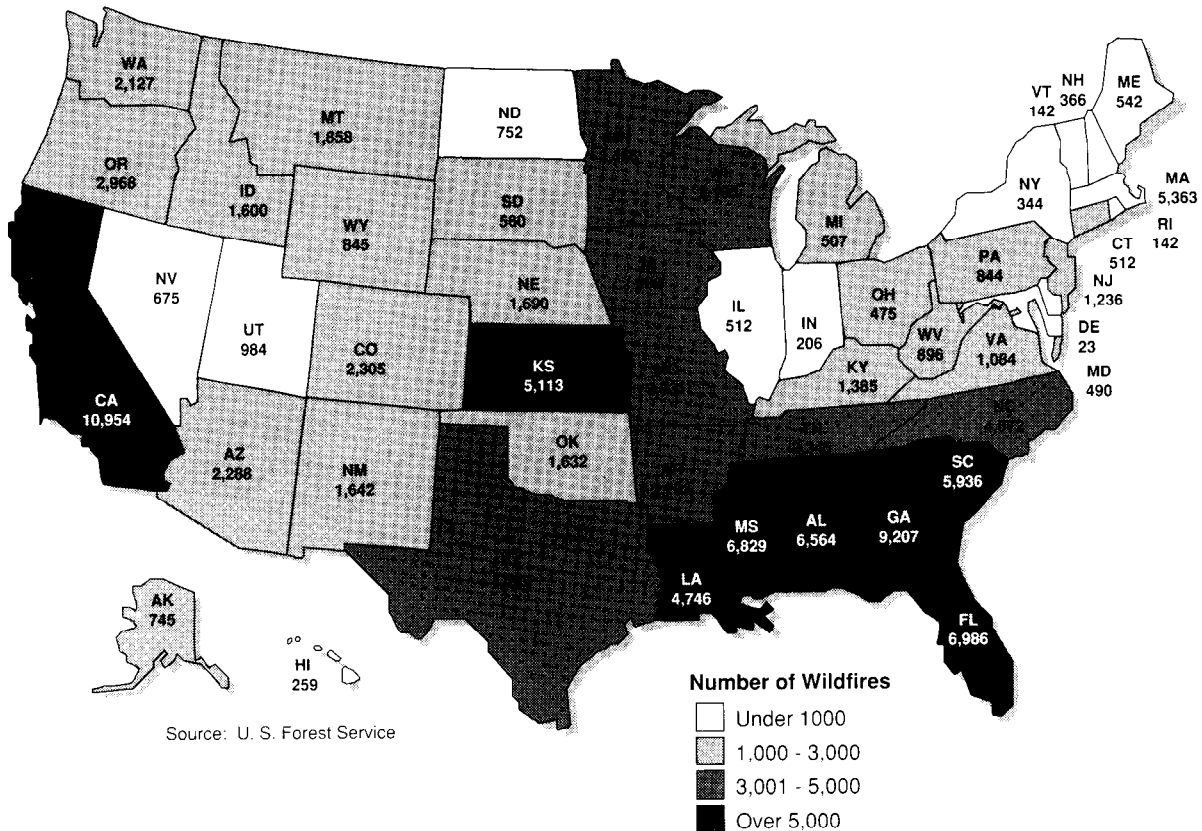 WA
2,127
OR
2,968
ID
1,600
MT
1,658
ND
752
SD
560
WY
845
NE
1,690
NV
675
UT
984
CO
2,305
KS
5,113
CA
10,954
AZ
2,288
NM
1,642
OK
1,632
IL
512
IN
206
MI
507
OH
475
KY
1,385
WV
896
VA
1,084
PA
844
NY
344
VT
142
NH
366
ME
542
MA
5,363
RI
142
CT
512
NJ
1,236
DE
23
MD
490
SC
5,936
MS
6,829
AL
6,564
GA
9,207
LA
4,746
FL
6,986
AK
745
HI
259
Source: U. S. Forest Service
Number of Wildfires
Under 1000
1,000 - 3,000
3,001 - 5,000
Over 5,000